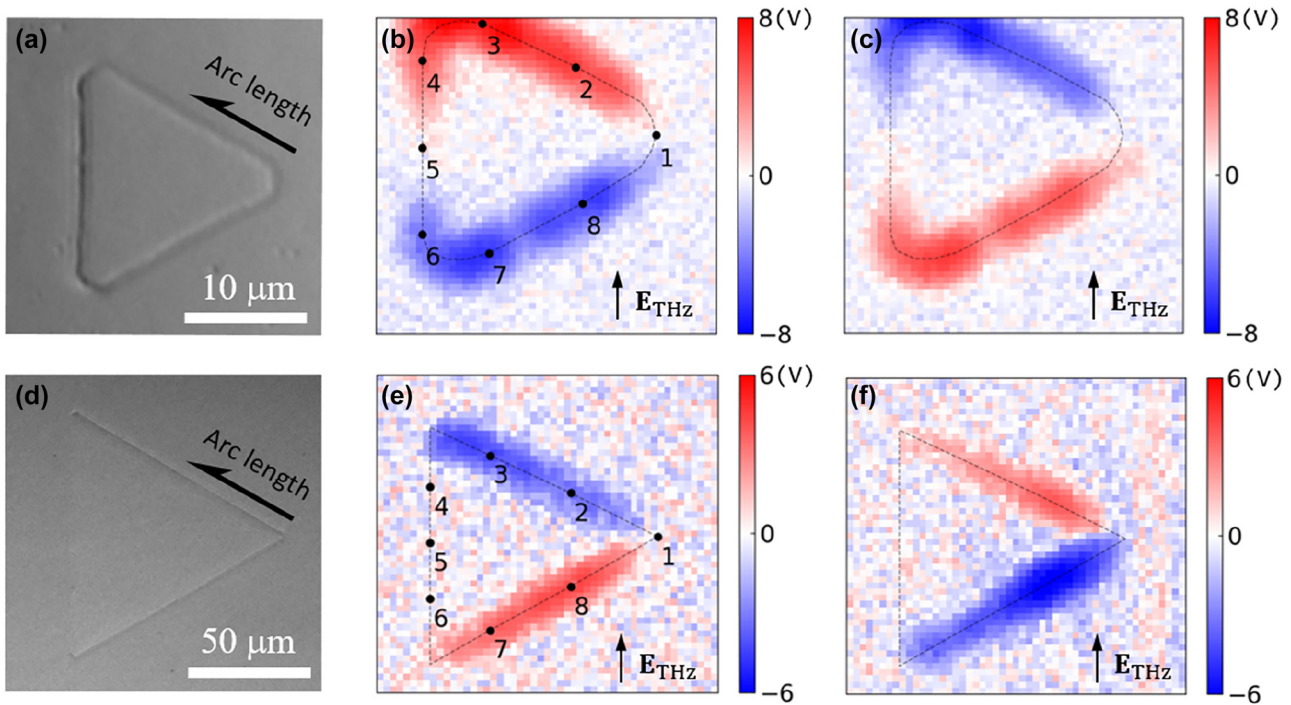 (a)
Arc length
10 μm
(b)
3
2
4
1
5
8
6
7
E_THz
8(V)
0
−8
(c)
E_THz
8(V)
0
−8
(d)
Arc length
50 μm
(e)
3
4
2
1
5
8
6
7
E_THz
6(V)
0
−6
(f)
E_THz
6(V)
0
−6